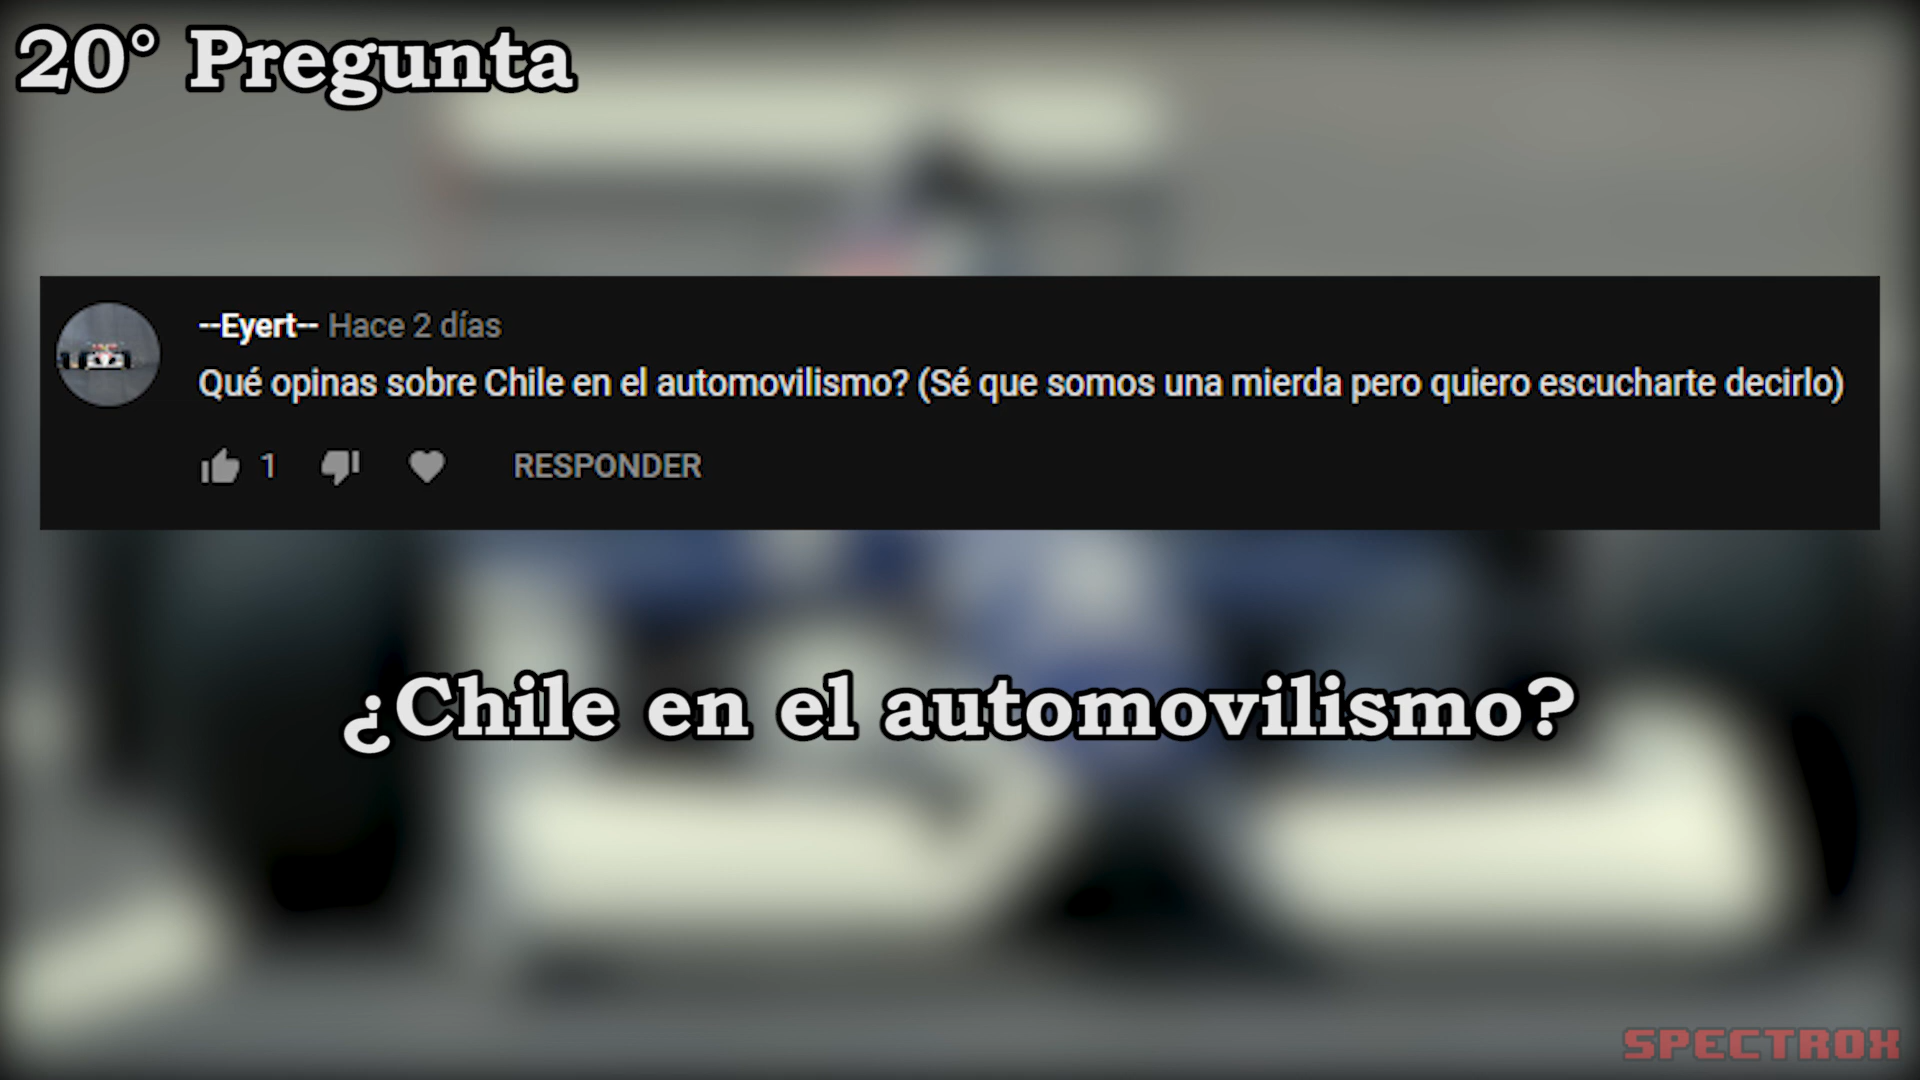 20° Pregunta
--Eyert-- Hace 2 días
Qué opinas sobre Chile en el automovilismo? (Sé que somos una mierda pero quiero escucharte decirlo)
1 RESPONDER
¿Chile en el automovilismo?
SPECTROX